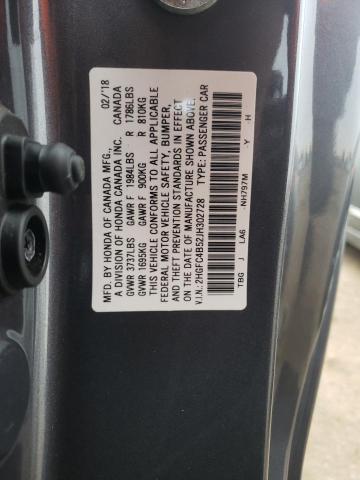 MFD. BY HONDA OF CANADA MFG., 02/'18
A DIVISION OF HONDA CANADA INC. CANADA
GVWR 3737LBS GAWR F 1984LBS R 1786LBS
GVWR 1695KG GAWR F 900KG R 810KG
THIS VEHICLE CONFORMS TO ALL APPLICABLE
FEDERAL MOTOR VEHICLE SAFETY, BUMPER,
AND THEFT PREVENTION STANDARDS IN EFFECT
ON THE DATE OF MANUFACTURE SHOWN ABOVE.
V.I.N.: 2HGFC4B52JH302728 TYPE: PASSENGER CAR
NH797M
TBG J LA6 -Y -H